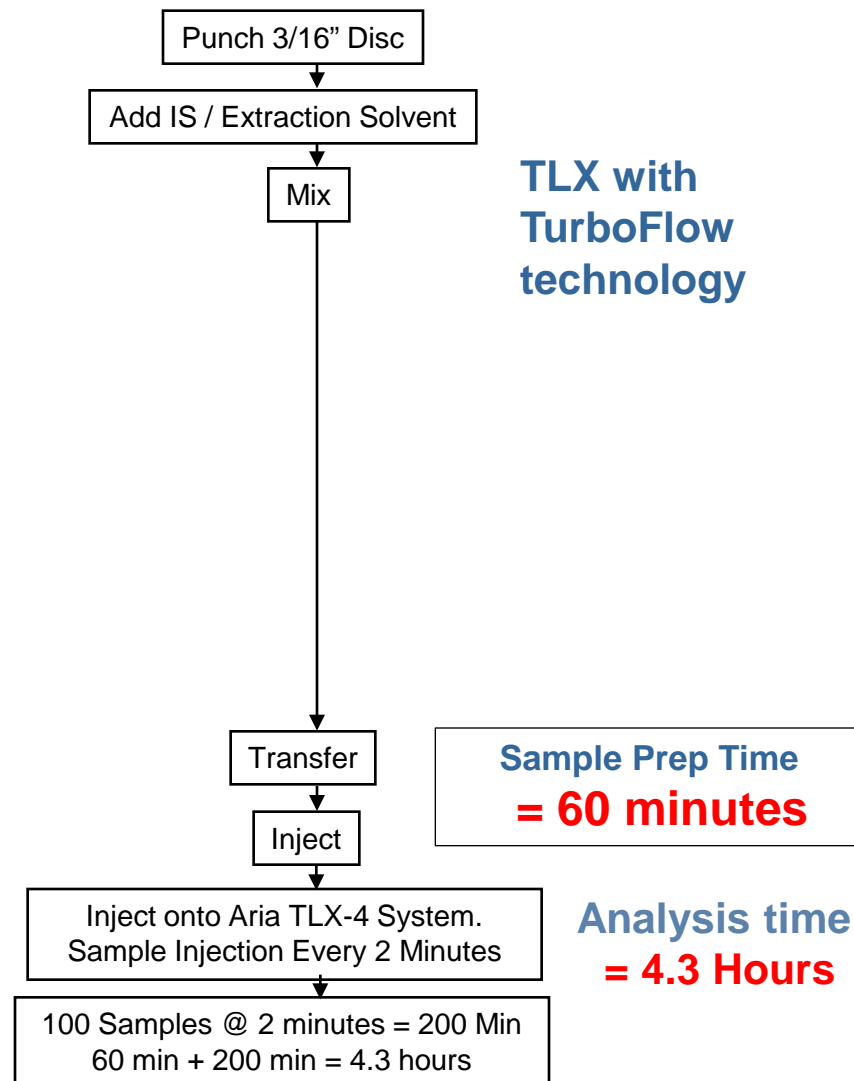 Punch 3/16” Disc
Add IS / Extraction Solvent
Mix
TLX with
TurboFlow
technology
Transfer
Sample Prep Time
= 60 minutes
Inject
Inject onto Aria TLX-4 System.
Sample Injection Every 2 Minutes
Analysis time
= 4.3 Hours
100 Samples @ 2 minutes = 200 Min
60 min + 200 min = 4.3 hours